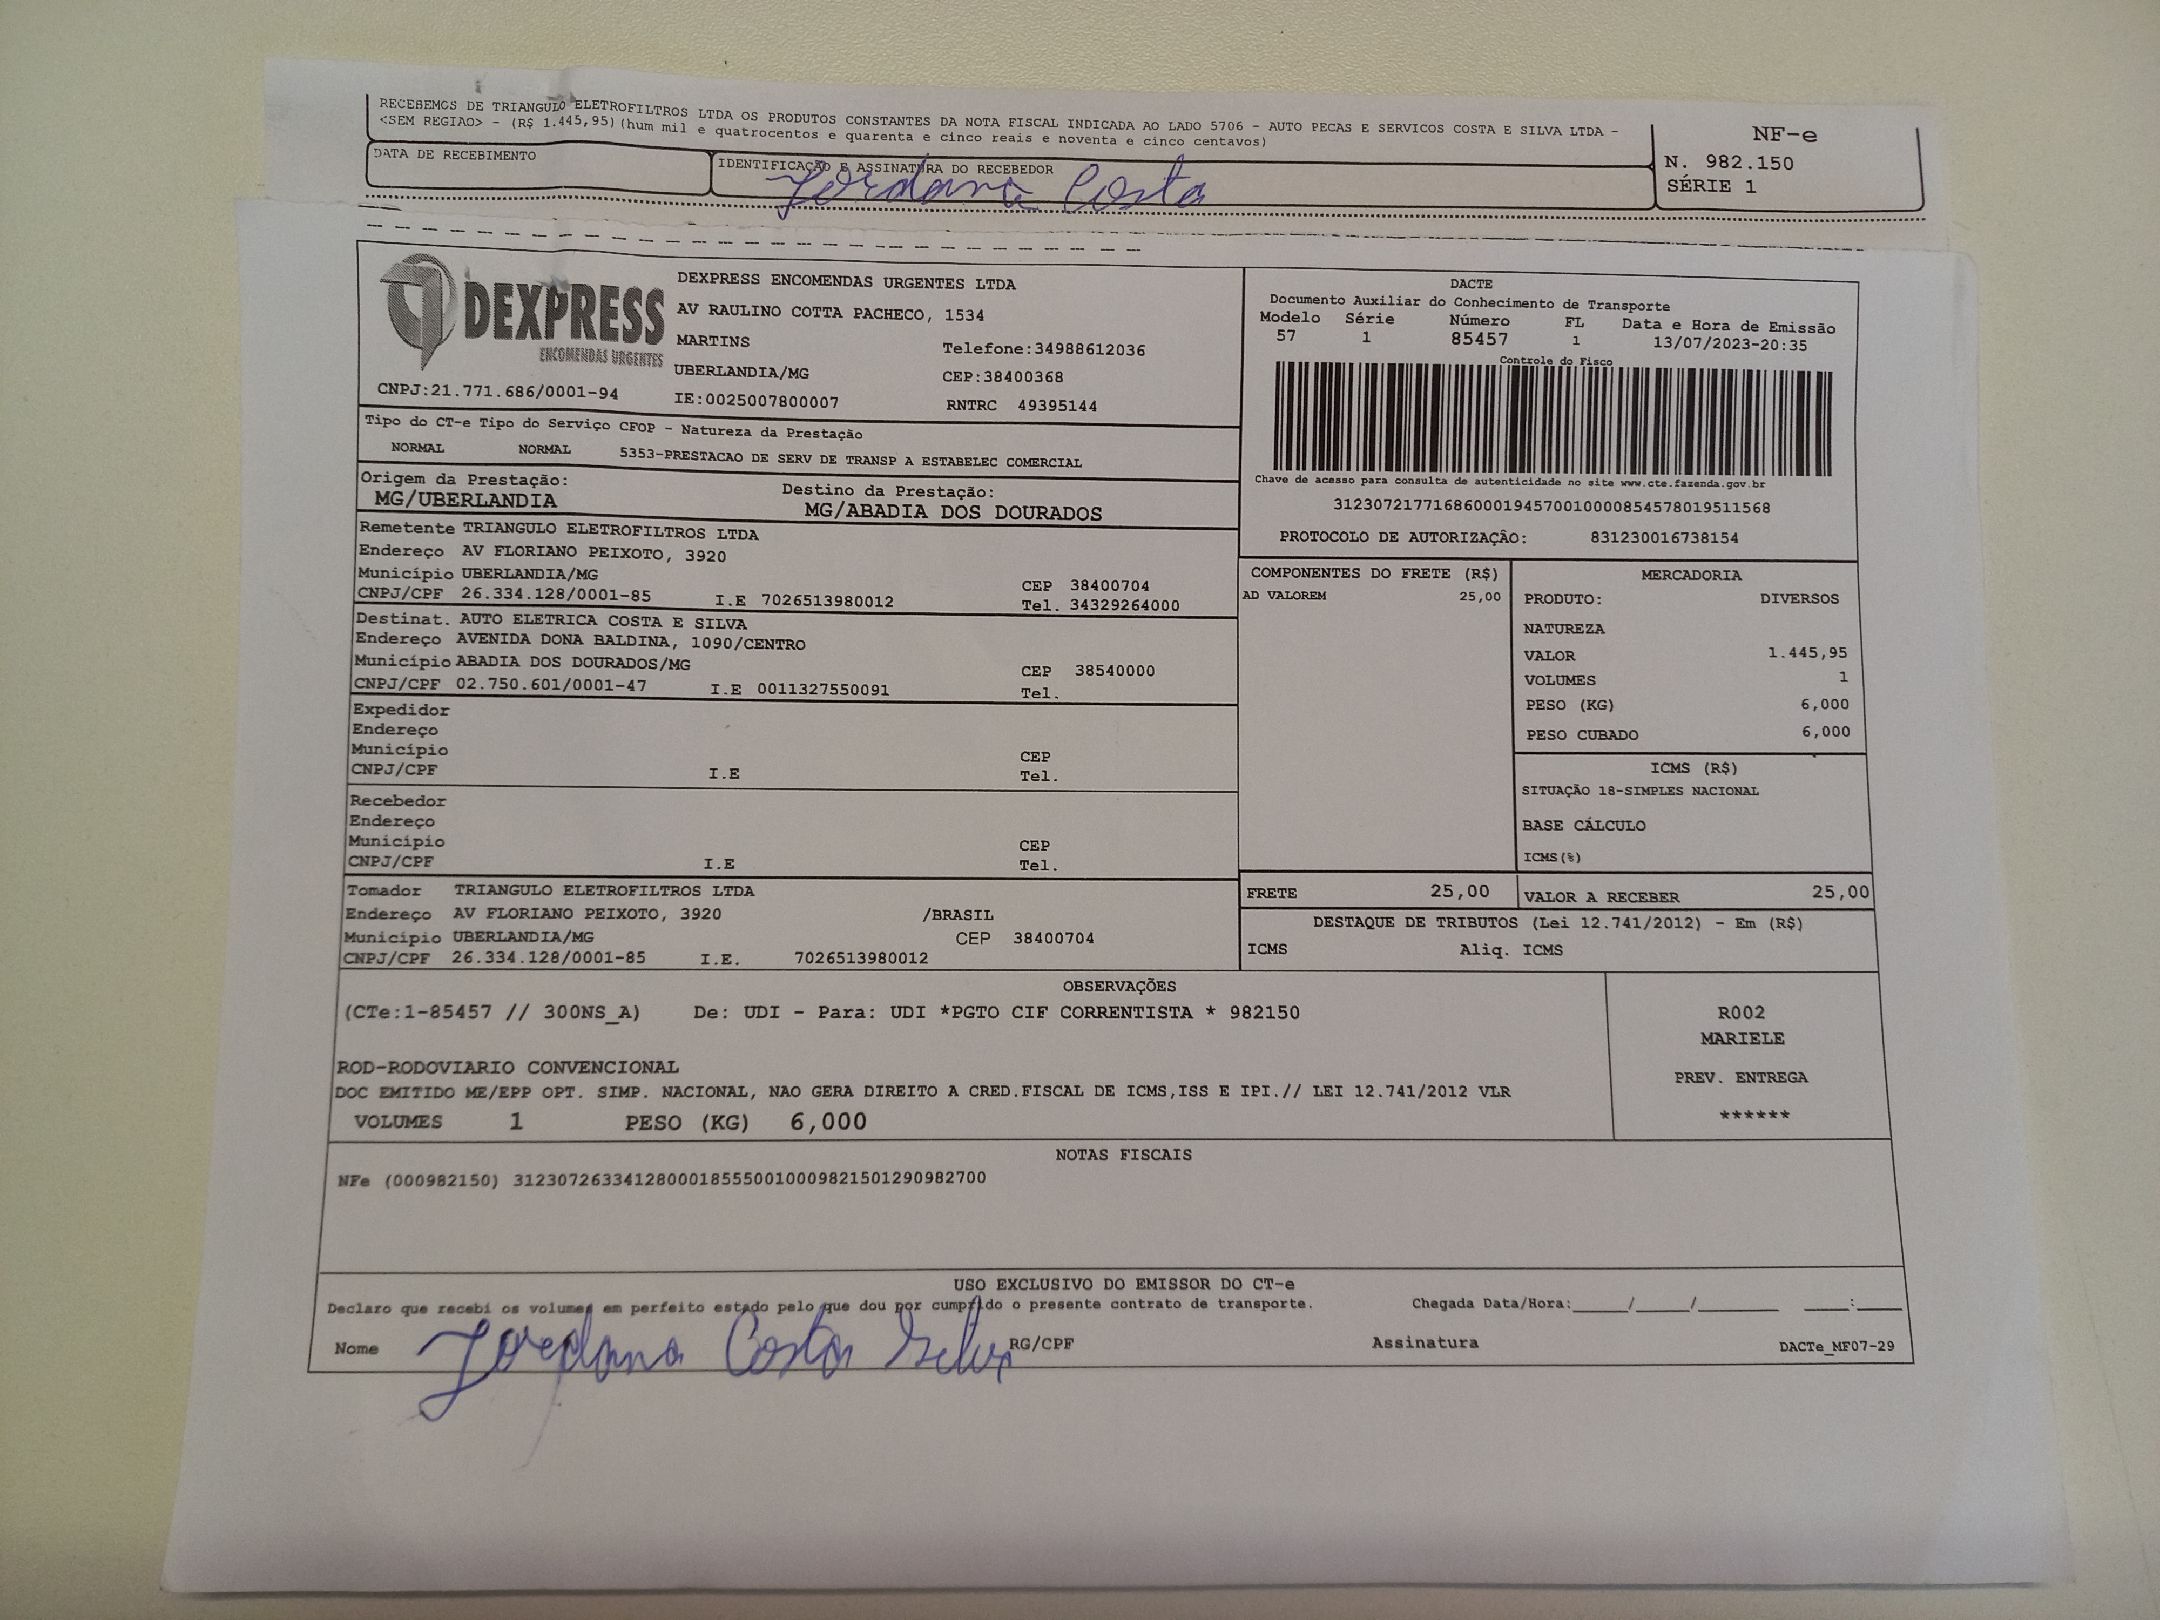 RECEBEMOS DE TRIANGULO ELETROFILTROS LTDA OS PRODUTOS CONSTANTES DA NOTA FISCAL INDICADA AO LADO 5706 - AUTO PECAS E SERVICOS COSTA E SILVA LTDA -
<SEM REGIAO> - (R$ 1.445,95) (hum mil e quatrocentos e quarenta e cinco reais e noventa e cinco centavos)
NF-e
N. 982.150
SÉRIE 1
DATA DE RECEBIMENTO
IDENTIFICAÇÃO E ASSINATURA DO RECEBEDOR
Jordana Costa
DEXPRESS
ENCOMENDAS URGENTES
CNPJ:21.771.686/0001-94
DEXPRESS ENCOMENDAS URGENTES LTDA
AV RAULINO COTTA PACHECO, 1534
MARTINS
Telefone:34988612036
UBERLANDIA/MG
CEP:38400368
IE:0025007800007
RNTRC 49395144
DACTE
Documento Auxiliar do Conhecimento de Transporte
Modelo Série Número FL Data e Hora de Emissão
57 1 85457 1 13/07/2023-20:35
Controle do Fisco
Chave de acesso para consulta de autenticidade no site www.cte.fazenda.gov.br
31230721771686000194570010000854578019511568
PROTOCOLO DE AUTORIZAÇÃO: 831230016738154
Tipo do CT-e Tipo do Serviço CFOP - Natureza da Prestação
NORMAL NORMAL 5353-PRESTACAO DE SERV DE TRANSP A ESTABELEC COMERCIAL
Origem da Prestação: Destino da Prestação:
MG/UBERLANDIA MG/ABADIA DOS DOURADOS
Remetente TRIANGULO ELETROFILTROS LTDA
Endereço AV FLORIANO PEIXOTO, 3920
Município UBERLANDIA/MG CEP 38400704
CNPJ/CPF 26.334.128/0001-85 I.E 7026513980012 Tel. 34329264000
Destinat. AUTO ELETRICA COSTA E SILVA
Endereço AVENIDA DONA BALDINA, 1090/CENTRO
Município ABADIA DOS DOURADOS/MG CEP 38540000
CNPJ/CPF 02.750.601/0001-47 I.E 0011327550091 Tel.
Expedidor
Endereço
Município CEP
CNPJ/CPF I.E Tel.
Recebedor
Endereço
Município CEP
CNPJ/CPF I.E Tel.
Tomador TRIANGULO ELETROFILTROS LTDA
Endereço AV FLORIANO PEIXOTO, 3920 /BRASIL
Município UBERLANDIA/MG CEP 38400704
CNPJ/CPF 26.334.128/0001-85 I.E. 7026513980012
COMPONENTES DO FRETE (R$)
AD VALOREM 25,00
MERCADORIA
PRODUTO: DIVERSOS
NATUREZA
VALOR 1.445,95
VOLUMES 1
PESO (KG) 6,000
PESO CUBADO 6,000
ICMS (R$)
SITUAÇÃO 18-SIMPLES NACIONAL
BASE CÁLCULO
ICMS(%)
FRETE 25,00
VALOR A RECEBER 25,00
DESTAQUE DE TRIBUTOS (Lei 12.741/2012) - Em (R$)
ICMS Aliq. ICMS
OBSERVAÇÕES
(CTe:1-85457 // 300NS_A) De: UDI - Para: UDI *PGTO CIF CORRENTISTA * 982150
ROD-RODOVIARIO CONVENCIONAL
DOC EMITIDO ME/EPP OPT. SIMP. NACIONAL, NAO GERA DIREITO A CRED.FISCAL DE ICMS,ISS E IPI.// LEI 12.741/2012 VLR
VOLUMES 1 PESO (KG) 6,000
R002
MARIELE
PREV. ENTREGA
******
NOTAS FISCAIS
NFe (000982150) 31230726334128000185550010009821501290982700
USO EXCLUSIVO DO EMISSOR DO CT-e
Declaro que recebi os volumes em perfeito estado pelo que dou por cumprido o presente contrato de transporte. Chegada Data/Hora:_____/_____/_______ ____:____
Nome Jordana Costa Silva RG/CPF Assinatura DACTe_MF07-29